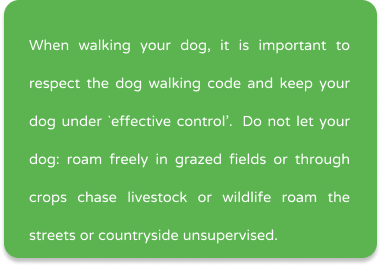 When walking your dog, it is important to
respect the dog walking code and keep your
dog under `effective control'. Do not let your
dog: roam freely in grazed fields or through
crops chase livestock or wildlife roam the
streets or countryside unsupervised.